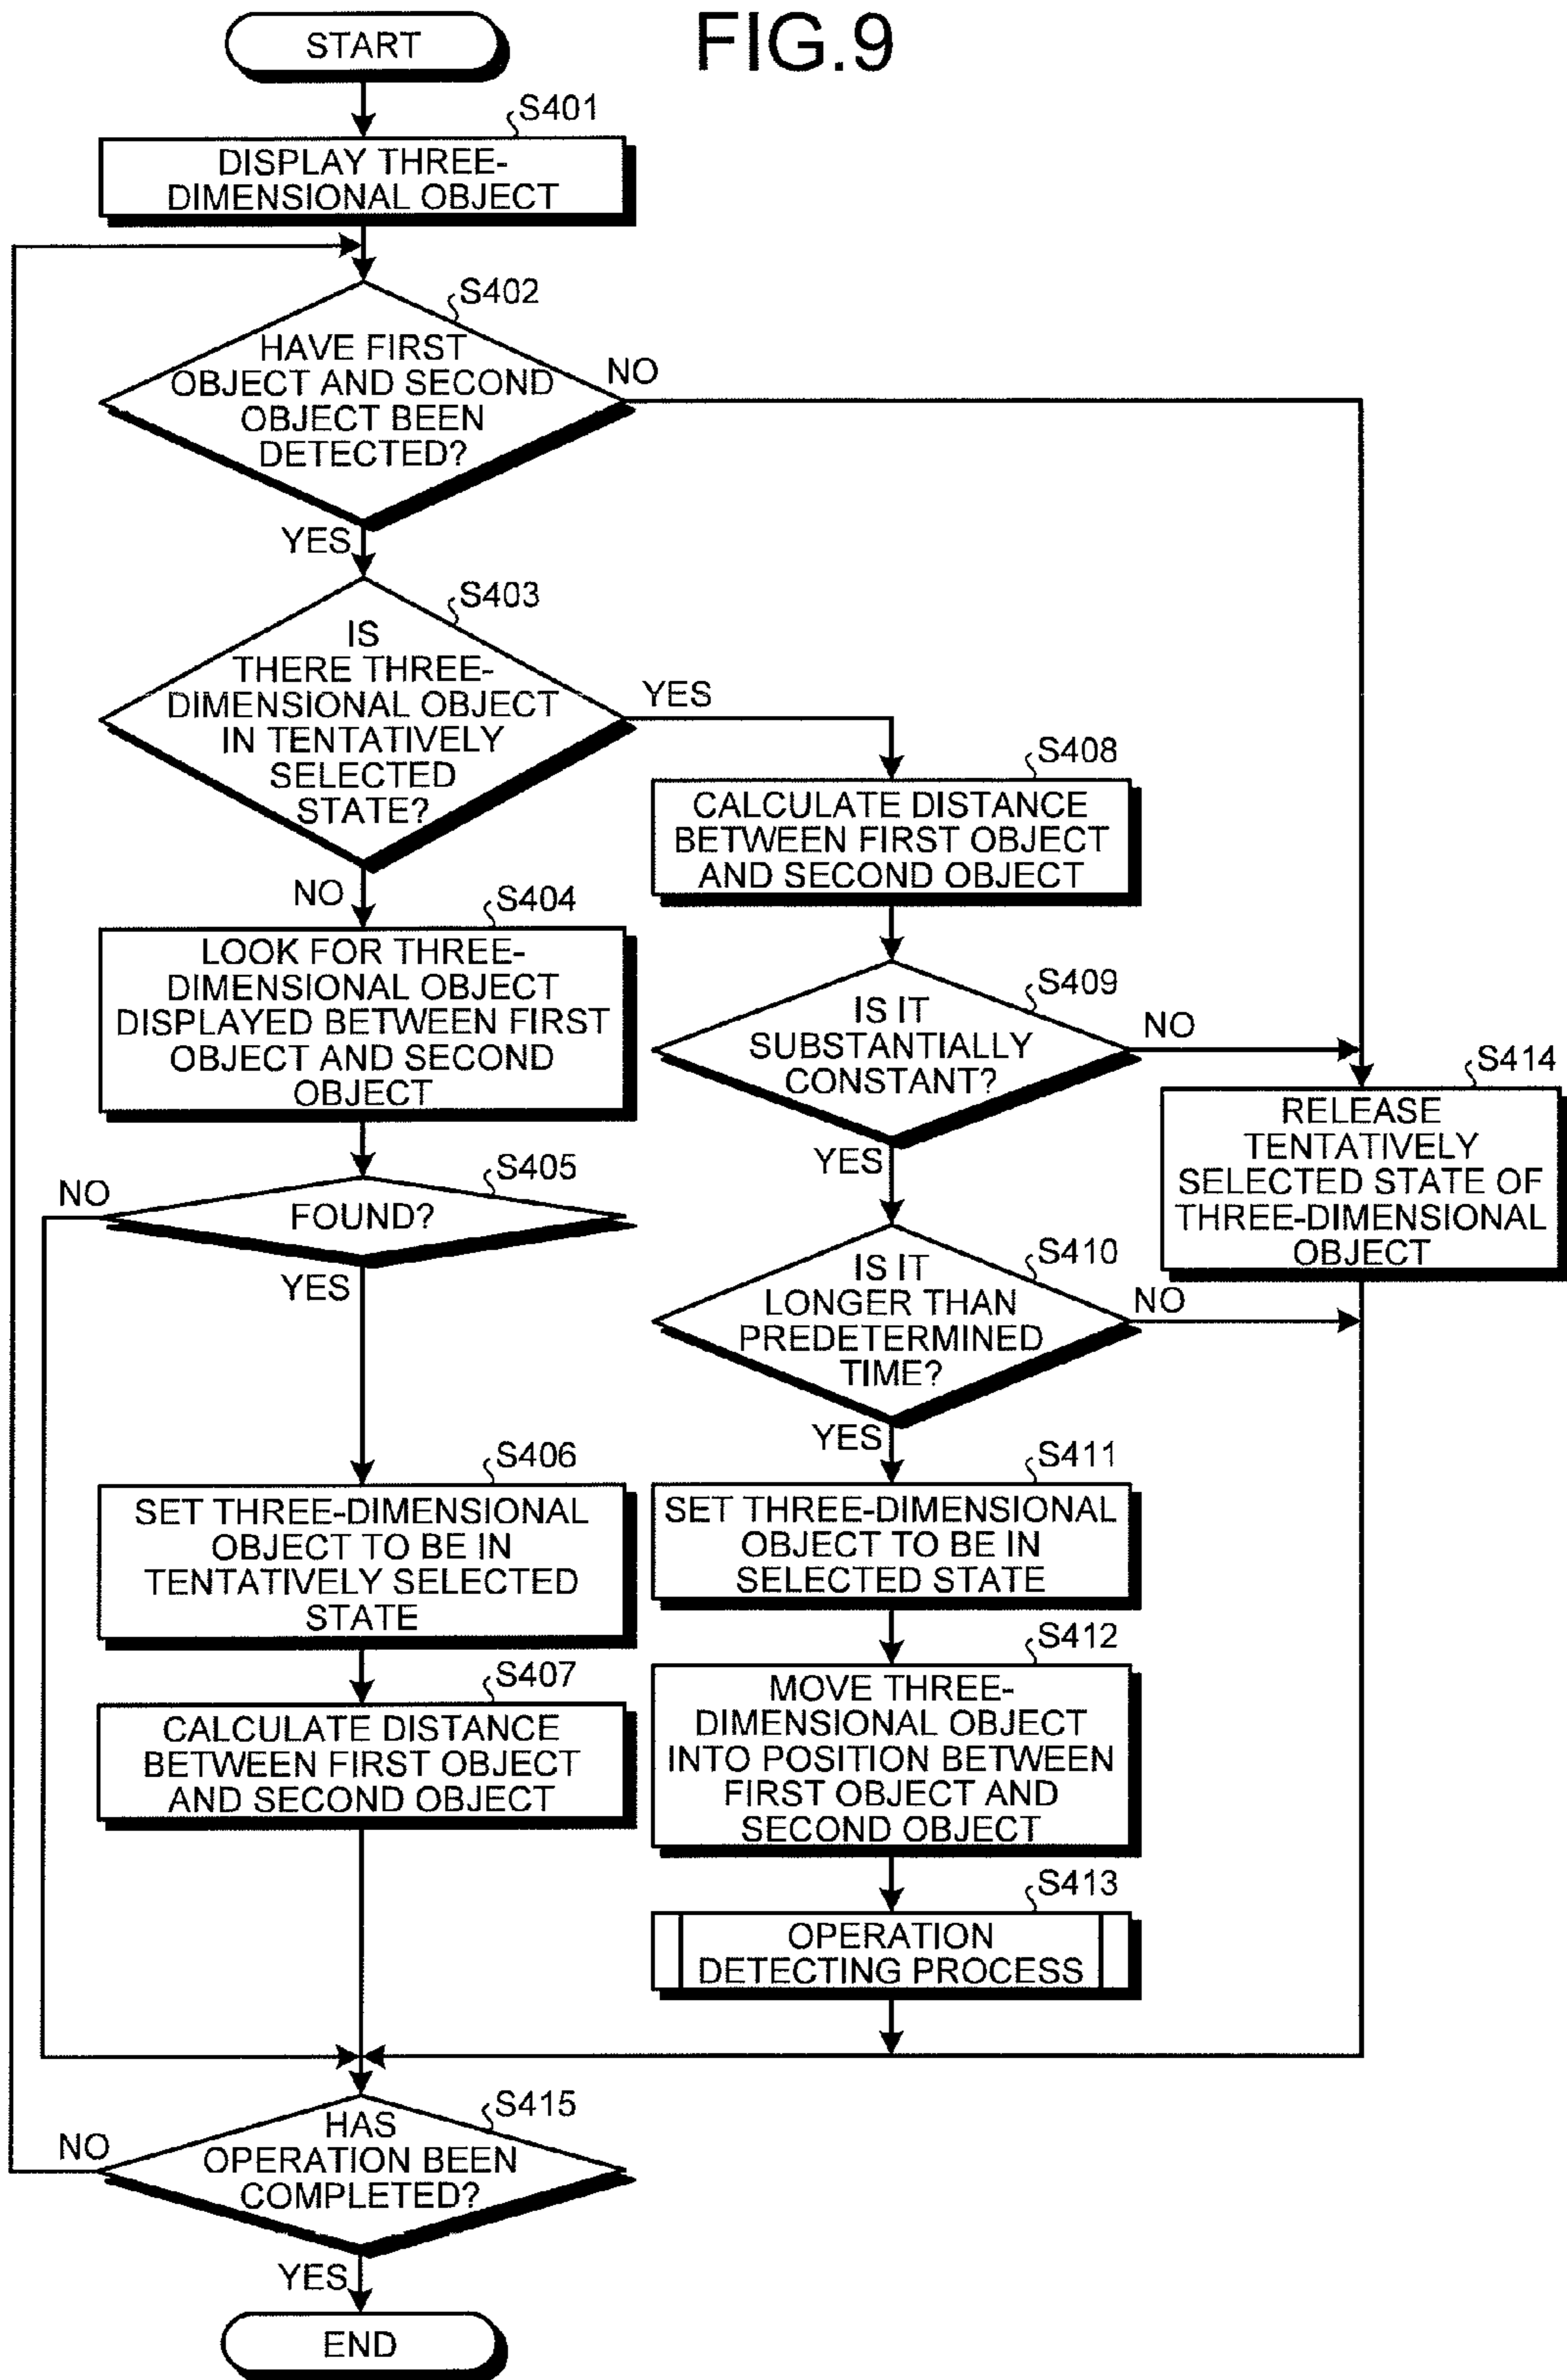 FIG.9
START
S401
DISPLAY THREE-
DIMENSIONAL OBJECT
S402
HAVE FIRST
OBJECT AND SECOND
OBJECT BEEN
DETECTED?
NO
YES
S403
IS
THERE THREE-
DIMENSIONAL OBJECT
IN TENTATIVELY
SELECTED
STATE?
YES
NO
S404
LOOK FOR THREE-
DIMENSIONAL OBJECT
DISPLAYED BETWEEN FIRST
OBJECT AND SECOND
OBJECT
S405
NO
FOUND?
YES
S406
SET THREE-DIMENSIONAL
OBJECT TO BE IN
TENTATIVELY SELECTED
STATE
S407
CALCULATE DISTANCE
BETWEEN FIRST OBJECT
AND SECOND OBJECT
S408
CALCULATE DISTANCE
BETWEEN FIRST OBJECT
AND SECOND OBJECT
S409
IS IT
SUBSTANTIALLY
CONSTANT?
NO
YES
S410
IS IT
LONGER THAN
PREDETERMINED
TIME?
NO
YES
S411
SET THREE-DIMENSIONAL
OBJECT TO BE IN
SELECTED STATE
S412
MOVE THREE-
DIMENSIONAL OBJECT
INTO POSITION BETWEEN
FIRST OBJECT AND
SECOND OBJECT
S413
OPERATION
DETECTING PROCESS
S414
RELEASE
TENTATIVELY
SELECTED STATE OF
THREE-DIMENSIONAL
OBJECT
S415
NO
HAS
OPERATION BEEN
COMPLETED?
YES
END